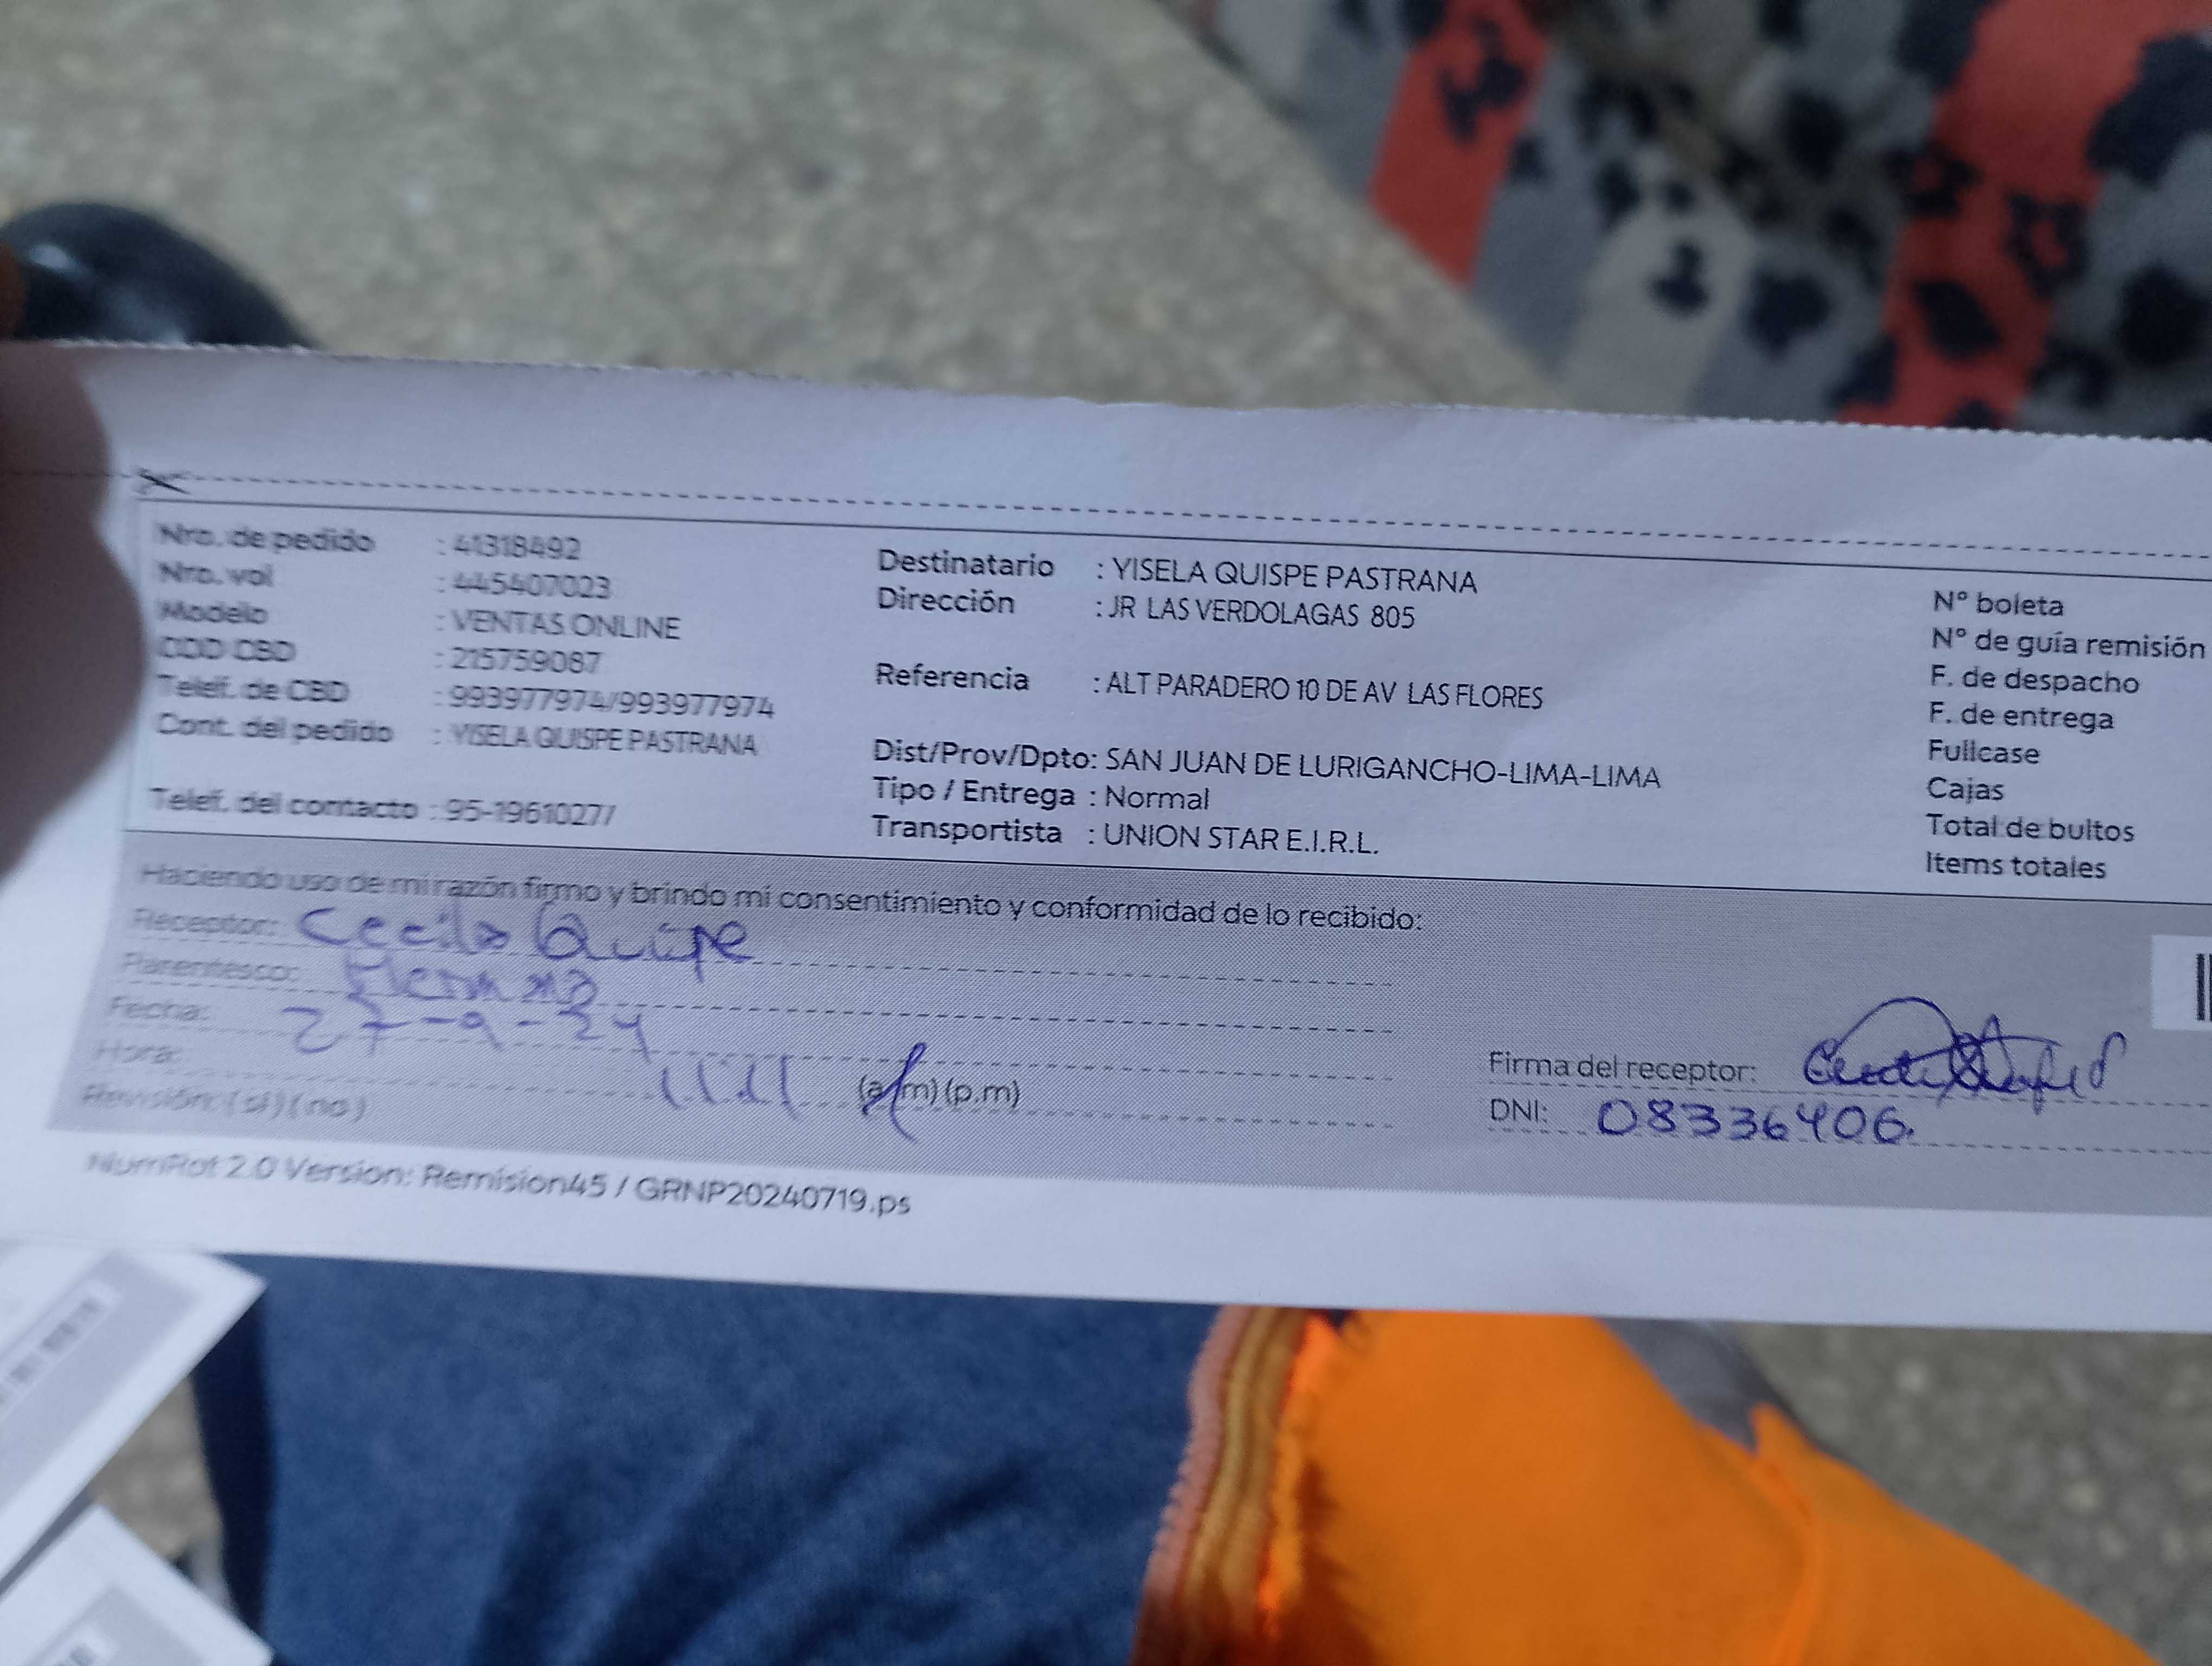 Nro. de pedido : 41318492
Nro. vol : 445407023
Modelo : VENTAS ONLINE
COD CBD : 215759087
Telef. de CBD : 993977974/993977974
Cont. del pedido : YISELA QUISPE PASTRANA
Telef. del contacto : 95-19610277
Destinatario : YISELA QUISPE PASTRANA
Dirección : JR LAS VERDOLAGAS 805
Referencia : ALT PARADERO 10 DE AV LAS FLORES
Dist/Prov/Dpto: SAN JUAN DE LURIGANCHO-LIMA-LIMA
Tipo / Entrega : Normal
Transportista : UNION STAR E.I.R.L.
N° boleta
N° de guía remisión
F. de despacho
F. de entrega
Fullcase
Cajas
Total de bultos
Items totales
Haciendo uso de mi razón firmo y brindo mi consentimiento y conformidad de lo recibido:
Receptor: Cecila Quispe
Parentesco: Hermana
Fecha: 27-9-24
Hora: 11 11 (a.m) (p.m)
Revisión: (si) (no)
Firma del receptor:
DNI: 08336406.
NumRot 2.0 Version: Remision45 / GRNP20240719.ps